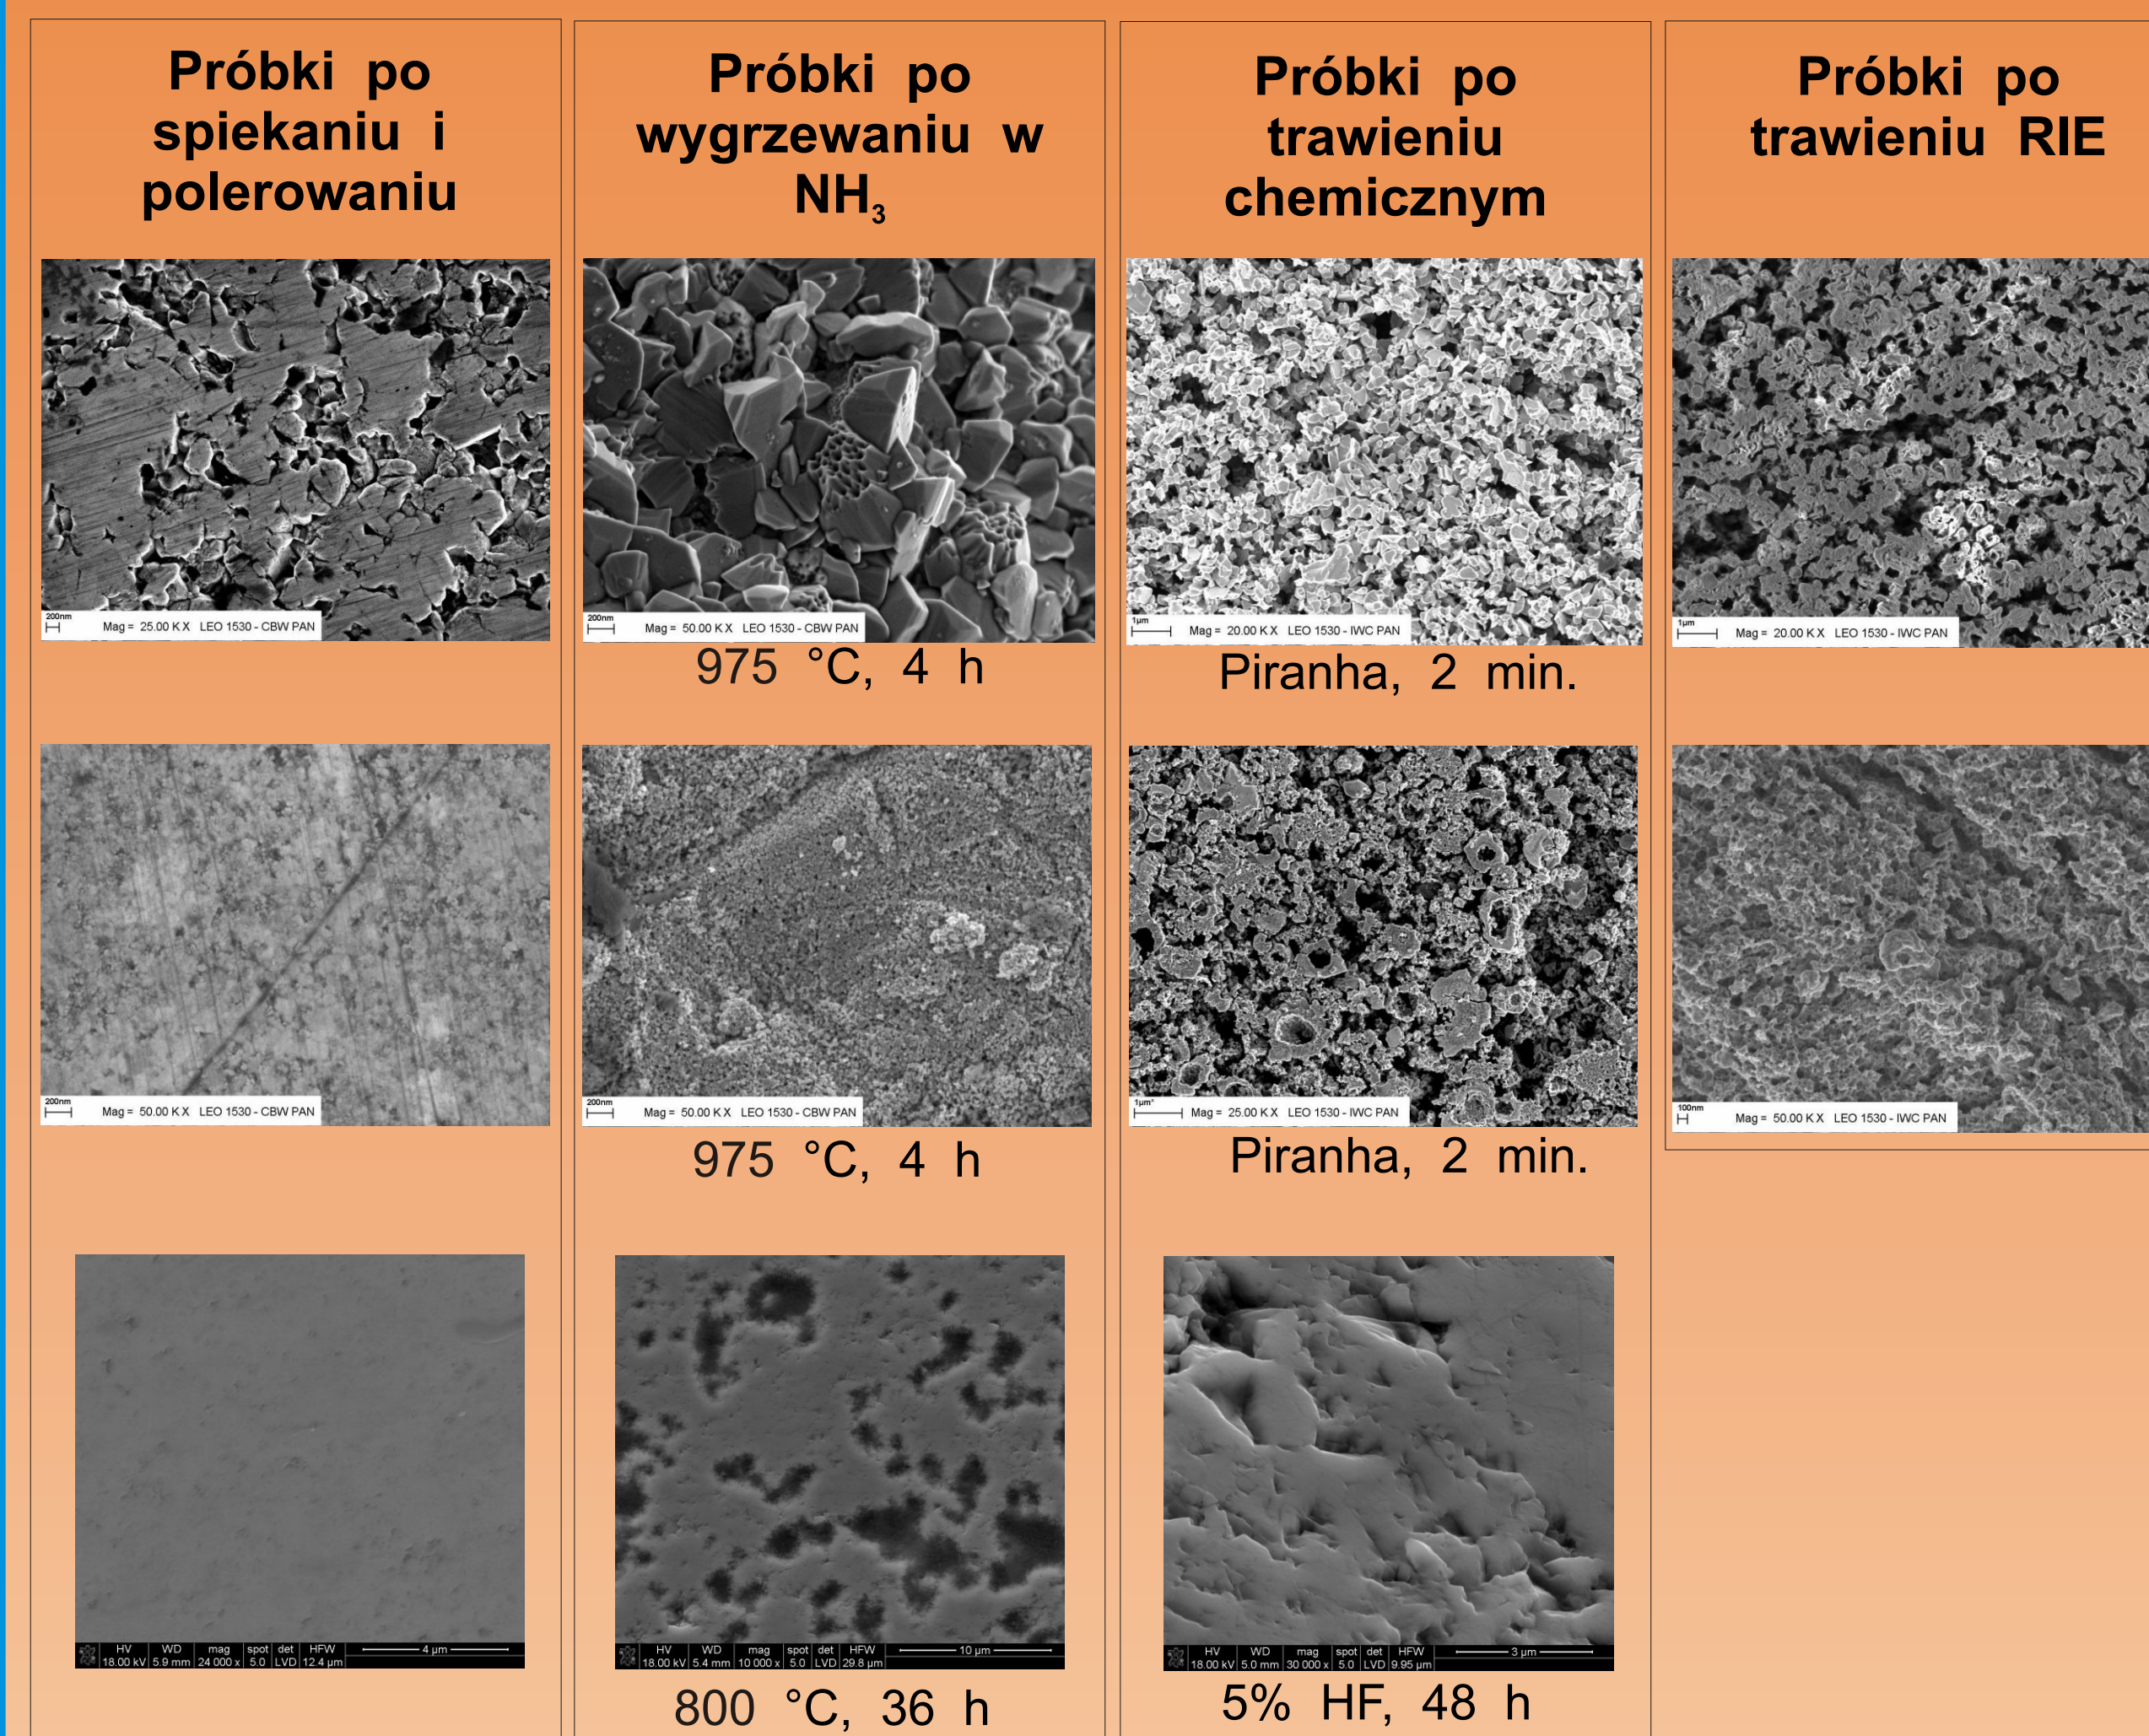 Próbki po
spiekaniu i
polerowaniu
Próbki po
wygrzewaniu w
NH₃
Próbki po
trawieniu
chemicznym
Próbki po
trawieniu RIE
200nm
Mag = 25.00 K X LEO 1530 - CBW PAN
200nm
Mag = 50.00 K X LEO 1530 - CBW PAN
1µm
Mag = 20.00 K X LEO 1530 - IWC PAN
1µm
Mag = 20.00 K X LEO 1530 - IWC PAN
975 °C, 4 h
Piranha, 2 min.
200nm
Mag = 50.00 K X LEO 1530 - CBW PAN
200nm
Mag = 50.00 K X LEO 1530 - CBW PAN
1µm*
Mag = 25.00 K X LEO 1530 - IWC PAN
100nm
Mag = 50.00 K X LEO 1530 - IWC PAN
975 °C, 4 h
Piranha, 2 min.
HV WD mag spot det HFW 4 µm
18.00 kV 5.9 mm 24 000 x 5.0 LVD 12.4 µm
HV WD mag spot det HFW 10 µm
18.00 kV 5.4 mm 10 000 x 5.0 LVD 29.8 µm
HV WD mag spot det HFW 3 µm
18.00 kV 5.0 mm 30 000 x 5.0 LVD 9.95 µm
800 °C, 36 h
5% HF, 48 h